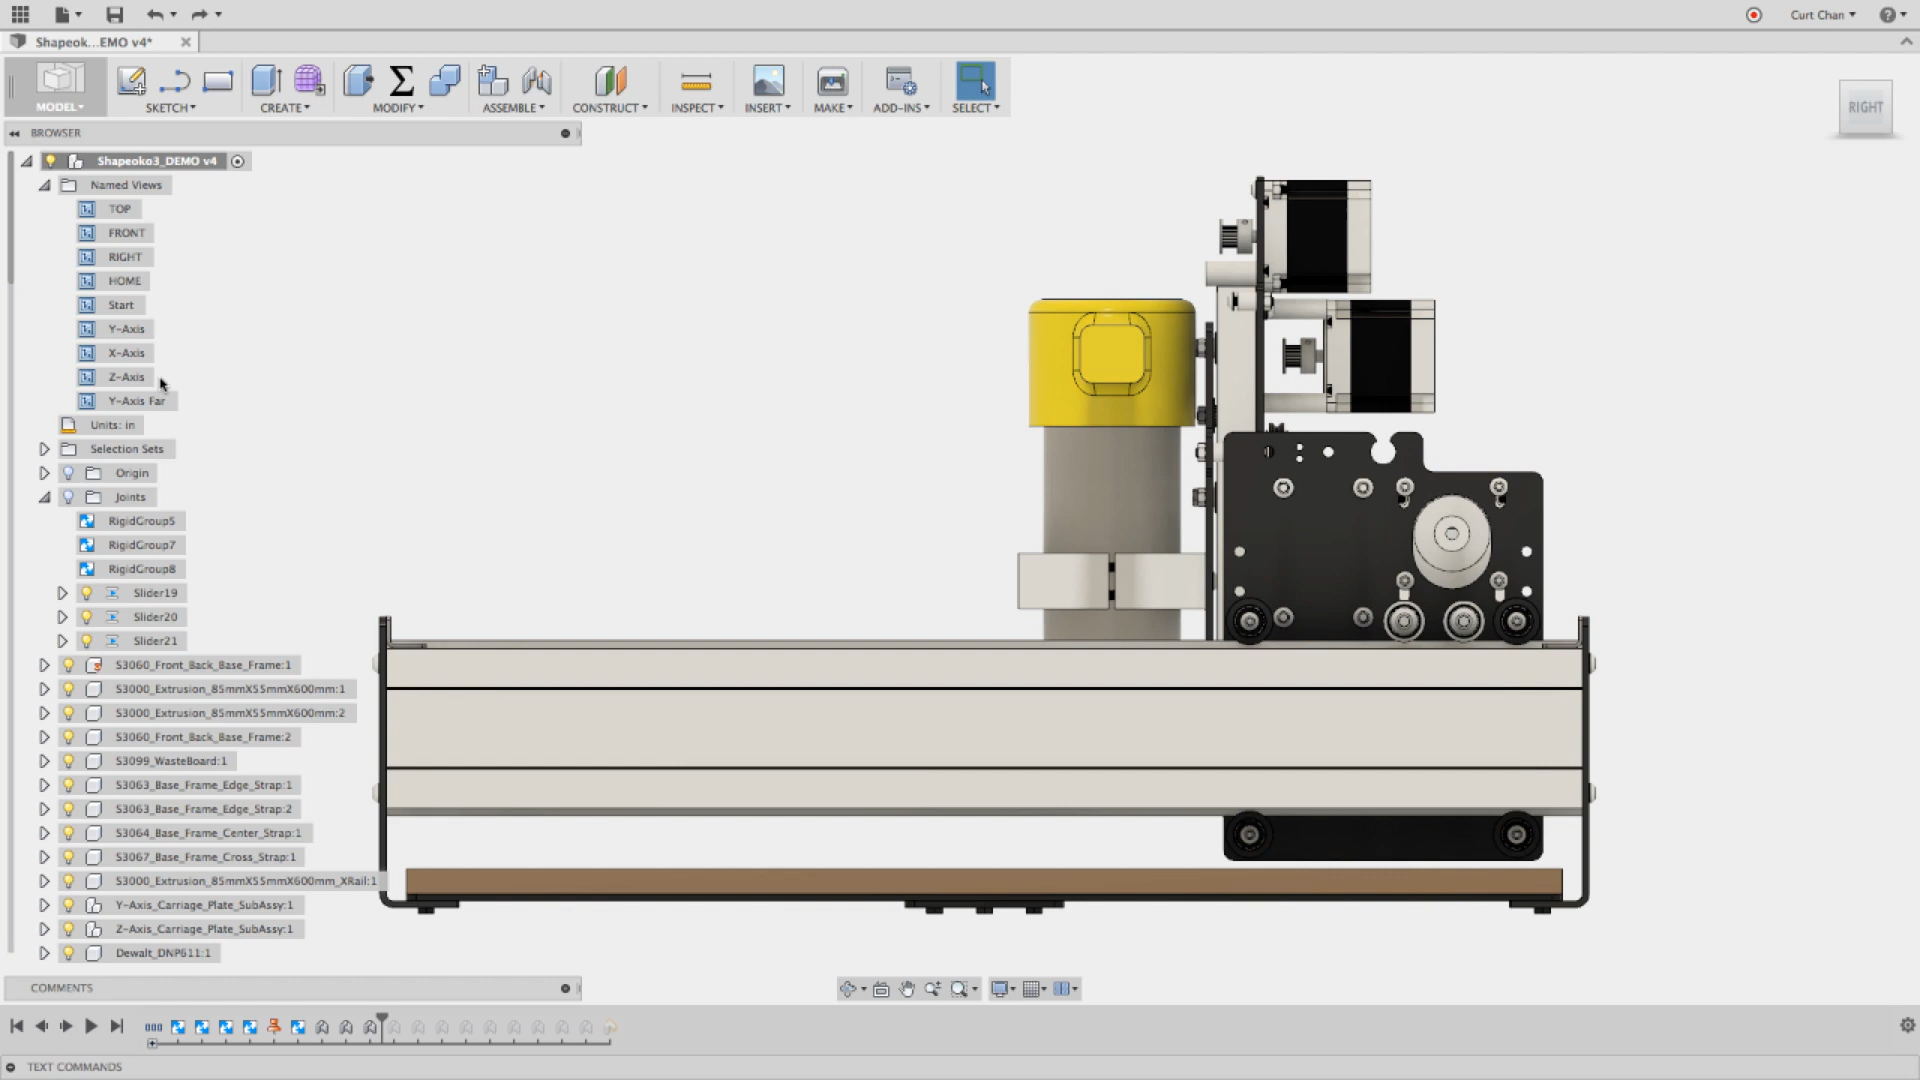 Curt Chan
Shapeok...EMO v4*
MODEL
SKETCH
CREATE
MODIFY
ASSEMBLE
CONSTRUCT
INSPECT
INSERT
MAKE
ADD-INS
SELECT
BROWSER
RIGHT
Shapeoko3_DEMO v4
Named Views
TOP
FRONT
RIGHT
HOME
Start
Y-Axis
X-Axis
Z-Axis
Y-Axis Far
Units: in
Selection Sets
Origin
Joints
RigidGroup5
RigidGroup7
RigidGroup8
Slider19
Slider20
Slider21
S3060_Front_Back_Base_Frame:1
S3000_Extrusion_85mmX55mmX600mm:1
S3000_Extrusion_85mmX55mmX600mm:2
S3060_Front_Back_Base_Frame:2
S3099_WasteBoard:1
S3063_Base_Frame_Edge_Strap:1
S3063_Base_Frame_Edge_Strap:2
S3064_Base_Frame_Center_Strap:1
S3067_Base_Frame_Cross_Strap:1
S3000_Extrusion_85mmX55mmX600mm_XRail:1
Y-Axis_Carriage_Plate_SubAssy:1
Z-Axis_Carriage_Plate_SubAssy:1
Dewalt_DNP611:1
COMMENTS
TEXT COMMANDS